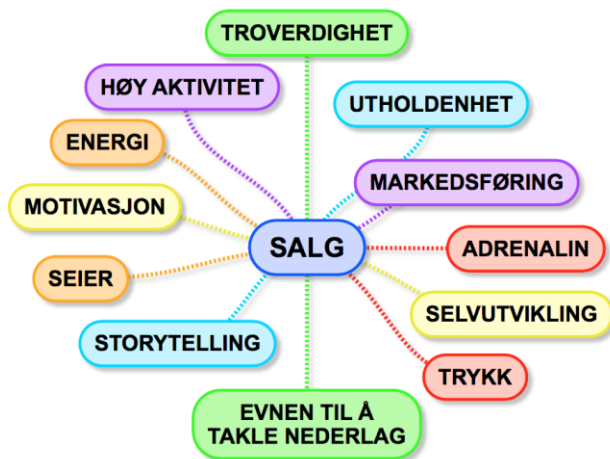 TROVERDIGHET
HØY AKTIVITET
UTHOLDENHET
ENERGI
MARKEDSFØRING
MOTIVASJON
SALG
ADRENALIN
SEIER
SELVUTVIKLING
STORYTELLING
TRYKK
EVNEN TIL Å
TAKLE NEDERLAG